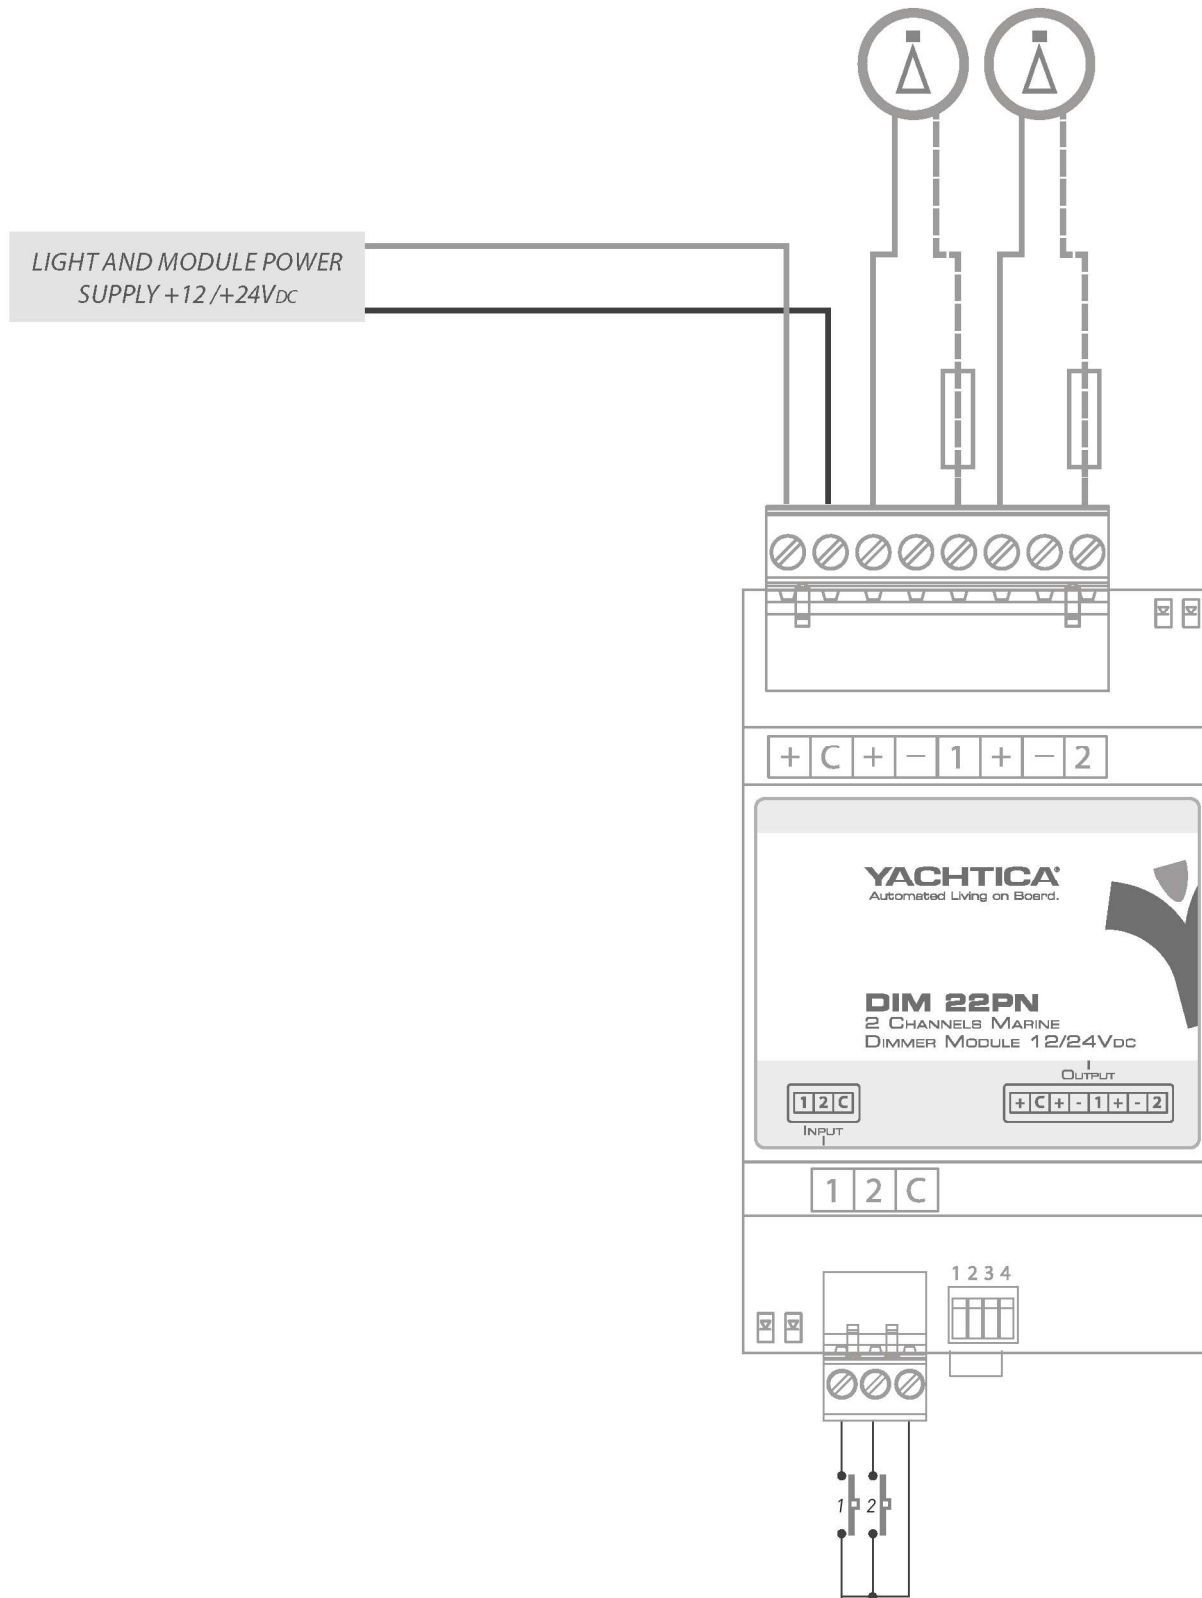 LIGHT AND MODULE POWER
SUPPLY +12 /+24VDC
+ C + − 1 + − 2
YACHTICA®
Automated Living on Board.
DIM 22PN
2 CHANNELS MARINE
DIMMER MODULE 12/24VDC
OUTPUT
1 2 C
+ C + - 1 + - 2
INPUT
1 2 C
1 2 3 4
1 2